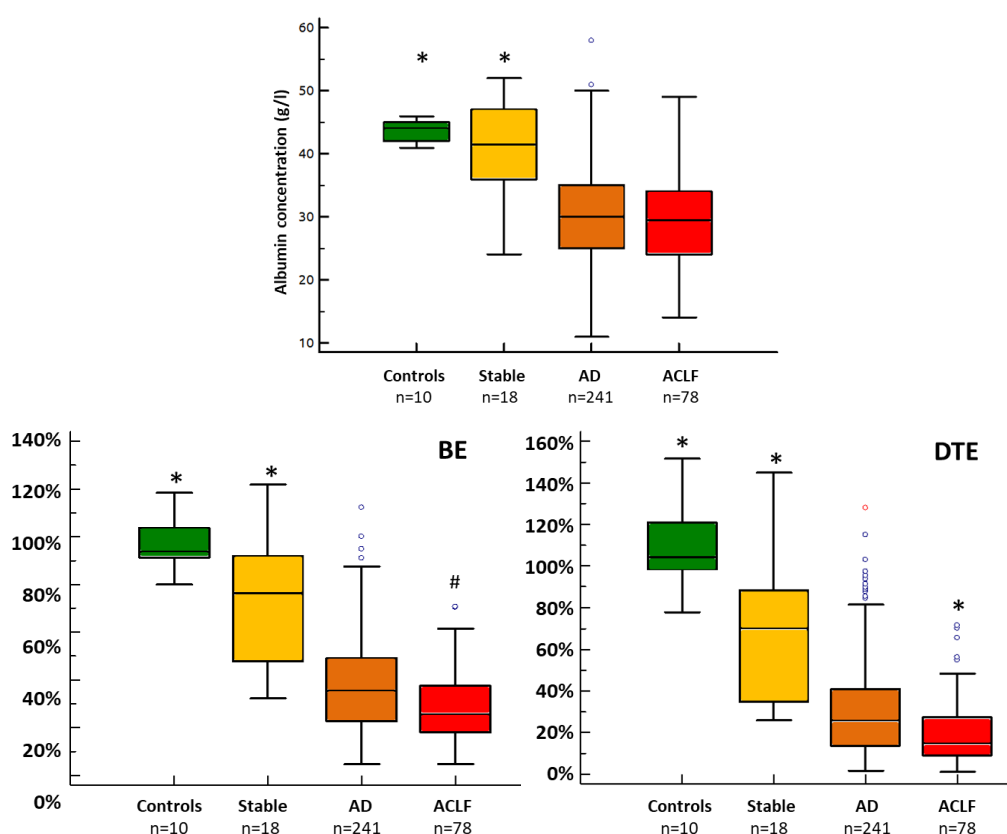 60
50
40
30
20
10
Albumin concentration (g/l)
* *
Controls Stable AD ACLF
n=10 n=18 n=241 n=78
BE
140%
120%
100%
80%
60%
40%
20%
0%
* * #
Controls Stable AD ACLF
n=10 n=18 n=241 n=78
DTE
160%
140%
120%
100%
80%
60%
40%
20%
0%
* * *
Controls Stable AD ACLF
n=10 n=18 n=241 n=78